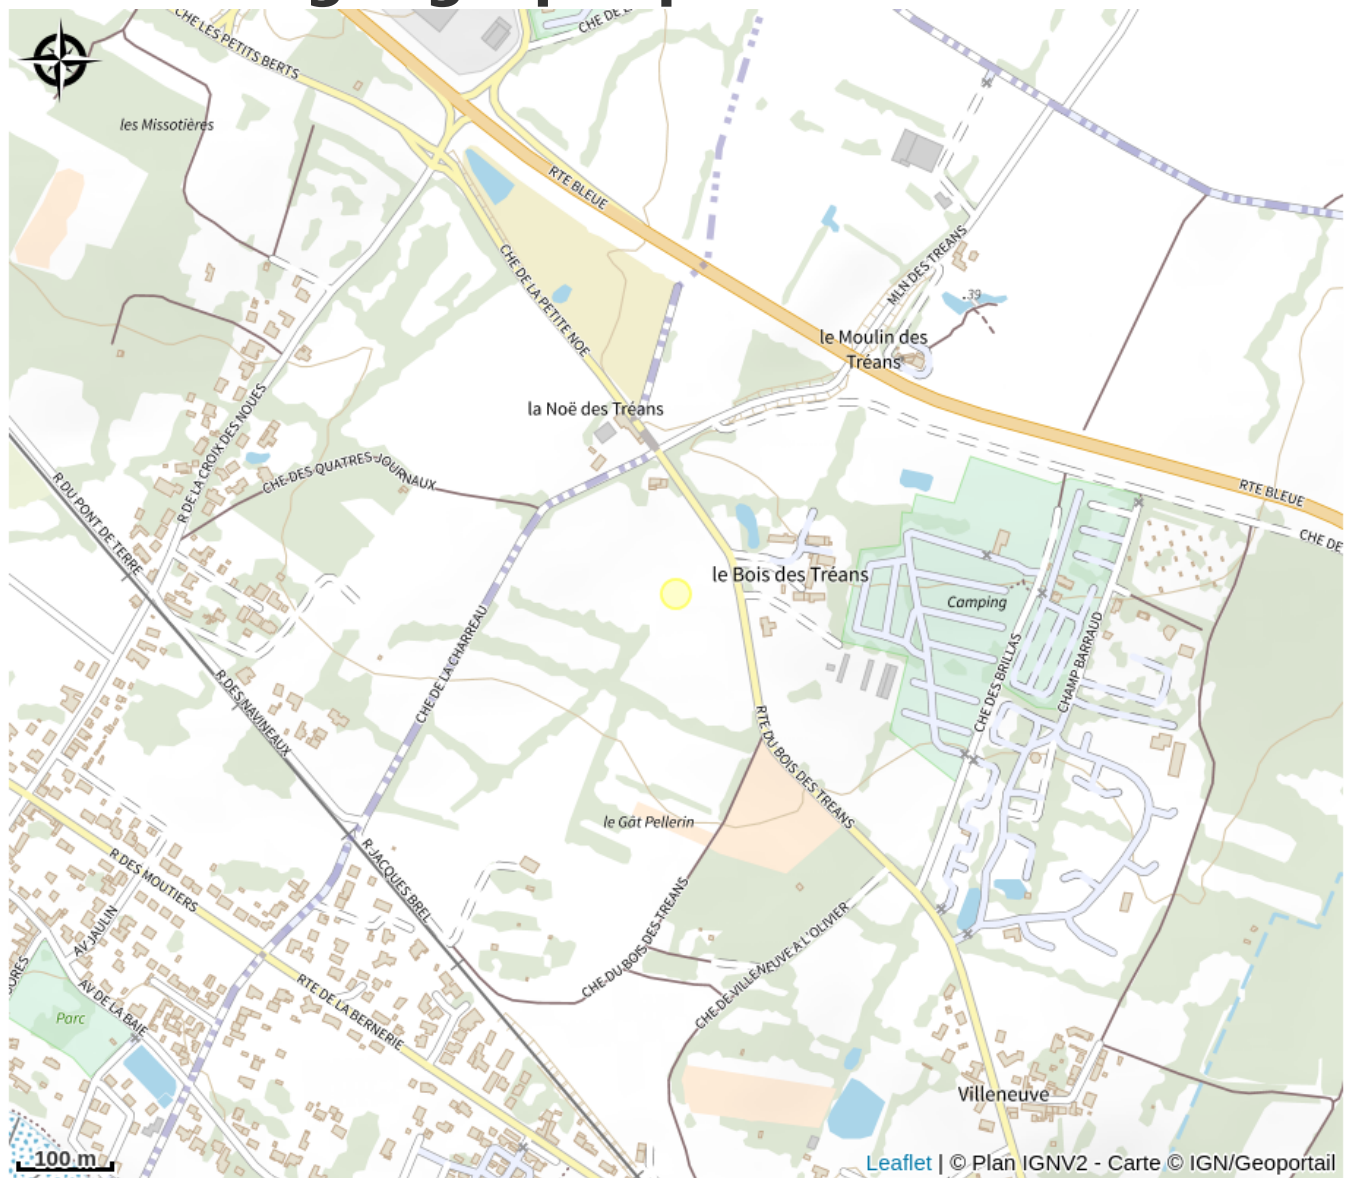 CHE LES PETITS BERTS
les Missotières
RTE BLEUE
CHE DE LA PETITE NOE
MLN DES TREANS
39
le Moulin des
Tréans
la Noë des Tréans
R DE LA CROIX DES NOUES
CHE DES QUATRES JOURNAUX
R DU PONT DE TERRE
RTE BLEUE
CHE DE
le Bois des Tréans
Camping
CHE DE LA CHARREAU
CHE DES BRILLAS
CHAMP BARRAUD
R DES NAVINEAUX
RTE DU BOIS DES TREANS
le Gât Pellerin
R DES MOUTIERS
R JACQUES BREL
AV JAULIN
CHE DU BOIS DES TREANS
CHE DE VILLENEUVE A L'OLIVIER
AV DE LA BAIE
Parc
RTE DE LA BERNERIE
Villeneuve
100 m
Leaflet | © Plan IGNV2 - Carte © IGN/Geoportail